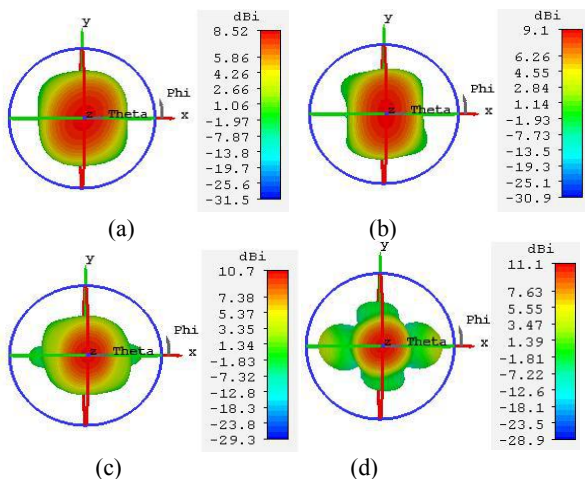 dBi
8.52
5.86
4.26
2.66
1.06
-1.97
-7.87
-13.8
-19.7
-25.6
-31.5
y
Phi
z Theta x
(a)
dBi
9.1
6.26
4.55
2.84
1.14
-1.93
-7.73
-13.5
-19.3
-25.1
-30.9
y
Phi
z Theta x
(b)
dBi
10.7
7.38
5.37
3.35
1.34
-1.83
-7.32
-12.8
-18.3
-23.8
-29.3
y
Phi
z Theta x
(c)
dBi
11.1
7.63
5.55
3.47
1.39
-1.81
-7.22
-12.6
-18.1
-23.5
-28.9
y
Phi
z Theta x
(d)